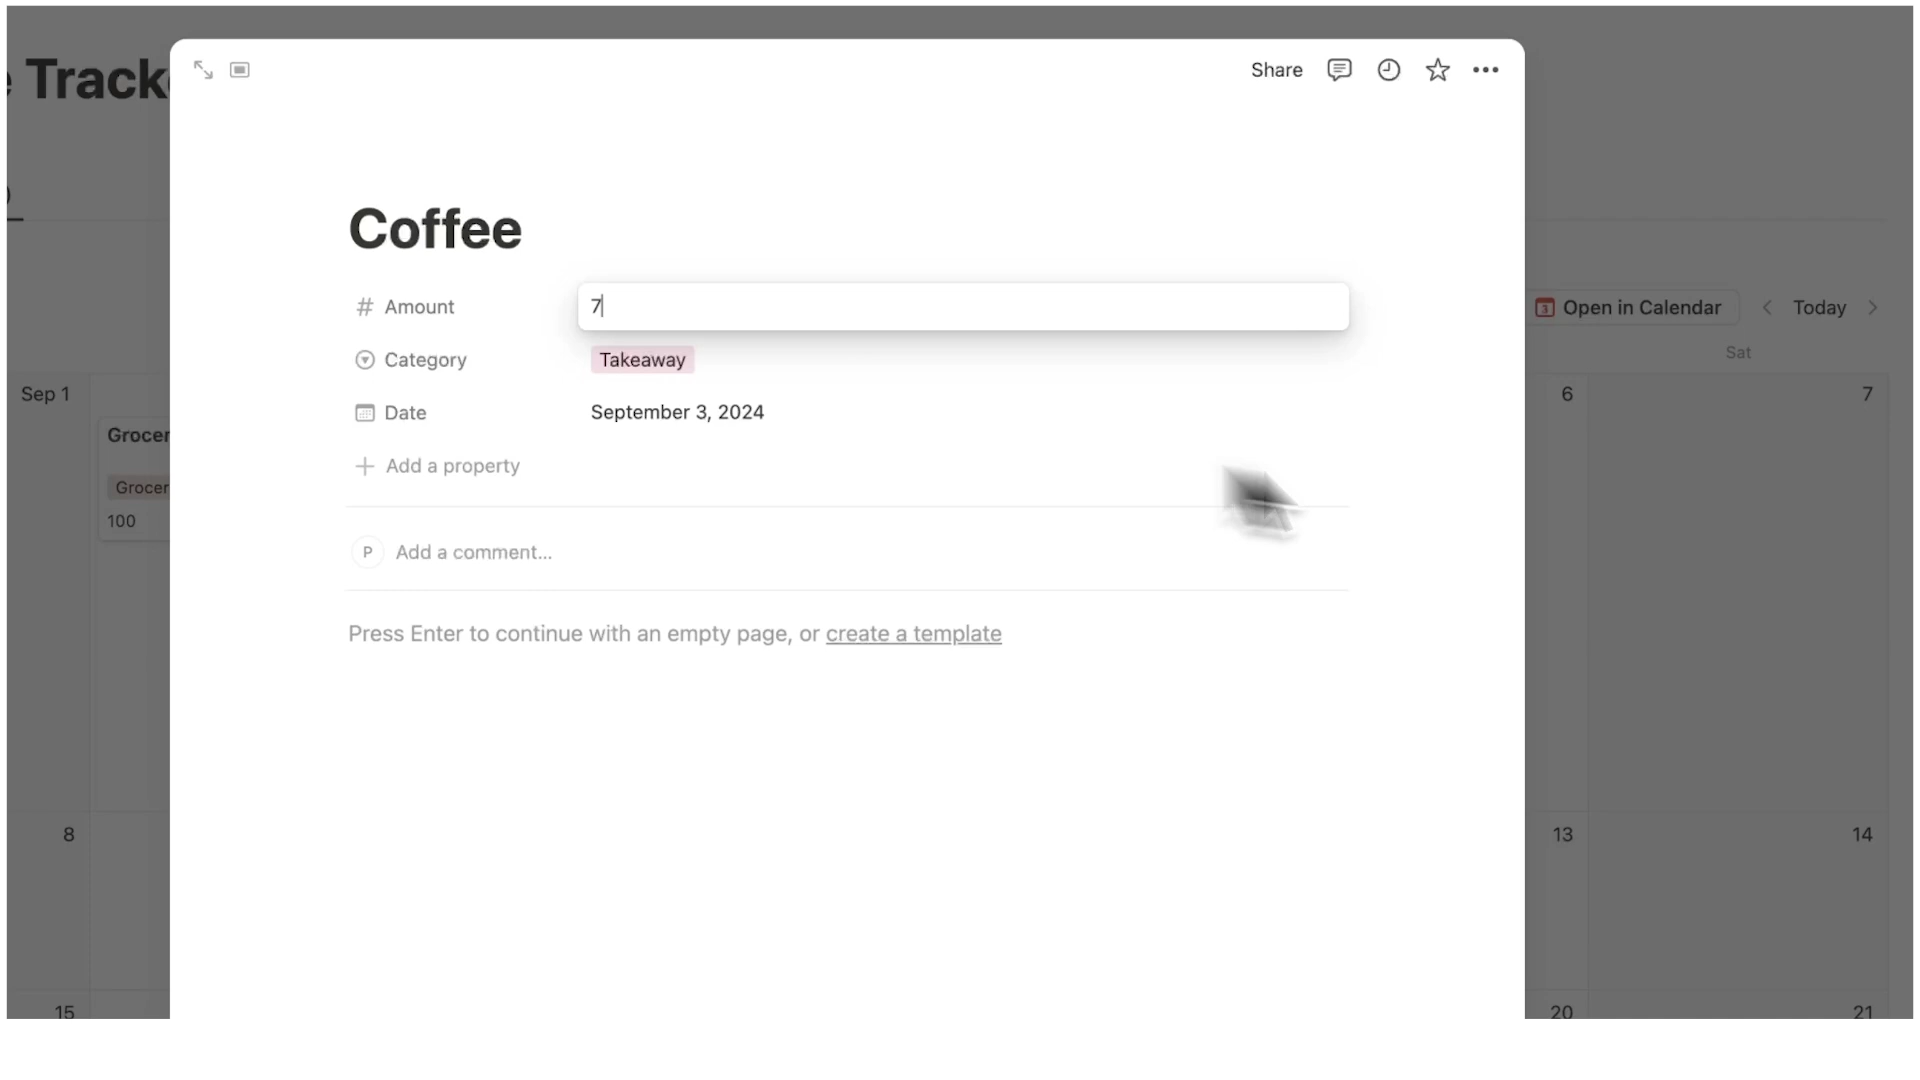 Share
Coffee
Amount 7
Category Takeaway
Date September 3, 2024
Add a property
P Add a comment...
Press Enter to continue with an empty page, or create a template
e Track
3 Open in Calendar Today
Sat
Sep 1 6 7
Grocer
Grocer
100
8 13 14
15 20 21